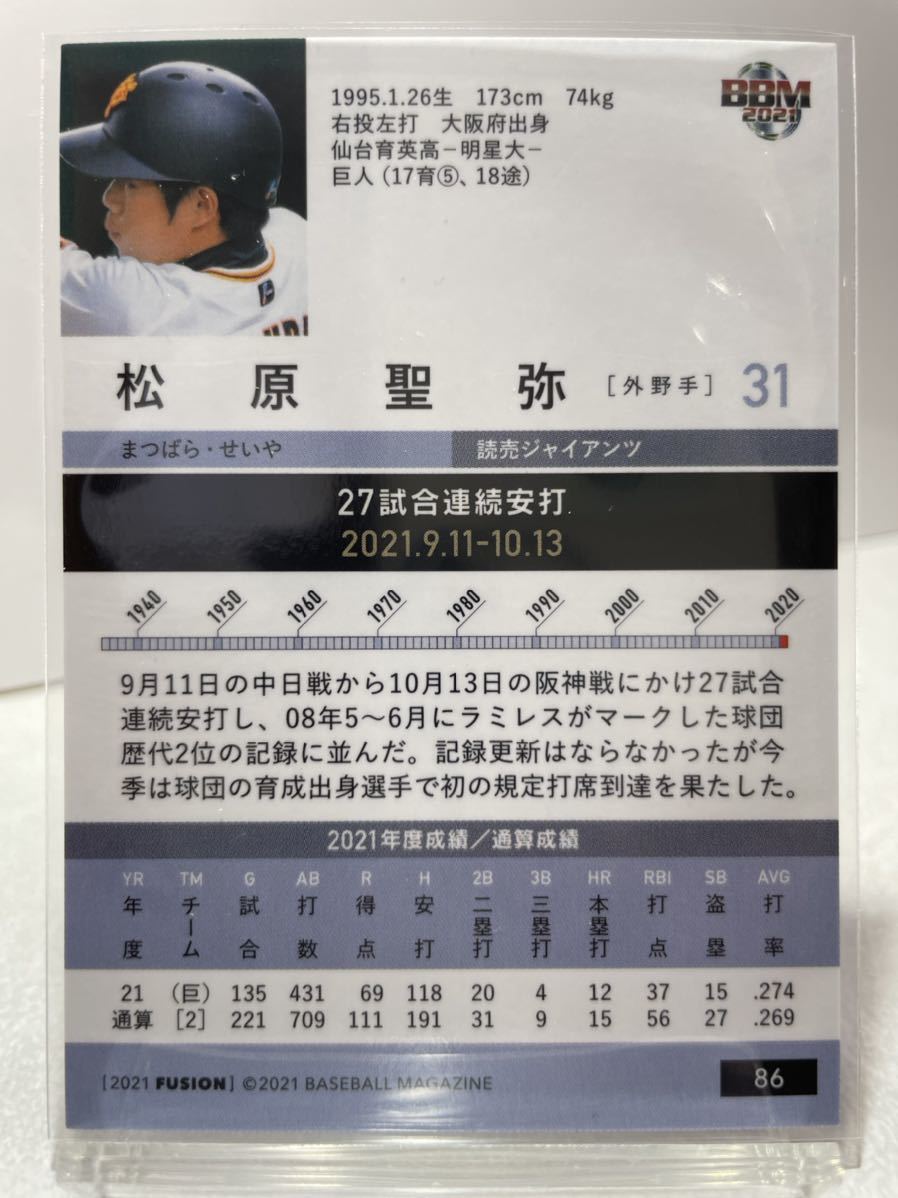 1995.1.26生 173cm 74kg
右投左打 大阪府出身
仙台育英高－明星大－
巨人（17育⑤、18途）
BBM
2021
松原聖弥 ［外野手］ 31
まつばら・せいや 読売ジャイアンツ
27試合連続安打
2021.9.11-10.13
1940 1950 1960 1970 1980 1990 2000 2010 2020
9月11日の中日戦から10月13日の阪神戦にかけ27試合
連続安打し、08年5～6月にラミレスがマークした球団
歴代2位の記録に並んだ。記録更新はならなかったが今
季は球団の育成出身選手で初の規定打席到達を果たした。
2021年度成績／通算成績
YR TM G AB R H 2B 3B HR RBI SB AVG
年度 チーム 試合 打数 得点 安打 二塁打 三塁打 本塁打 打点 盗塁 打率
21 （巨） 135 431 69 118 20 4 12 37 15 .274
通算 [2] 221 709 111 191 31 9 15 56 27 .269
[2021 FUSION] ©2021 BASEBALL MAGAZINE 86